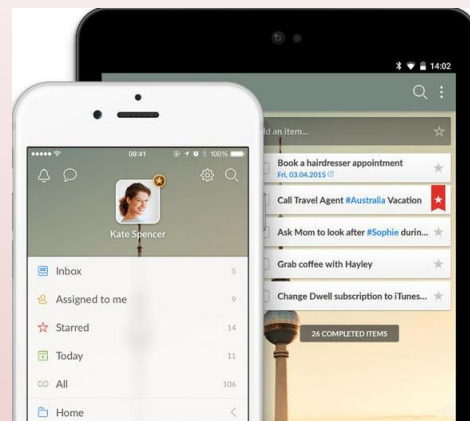 14:02
dd an Item...
Book a hairdresser appointment
Fri, 03.04.2015
Call Travel Agent #Australia Vacation
Ask Mom to look after #Sophie durin...
Grab coffee with Hayley
Change Dwell subscription to iTunes...
26 COMPLETED ITEMS
09:41 100%
Kate Spencer
Inbox 5
Assigned to me 9
Starred 14
Today 11
All 106
Home